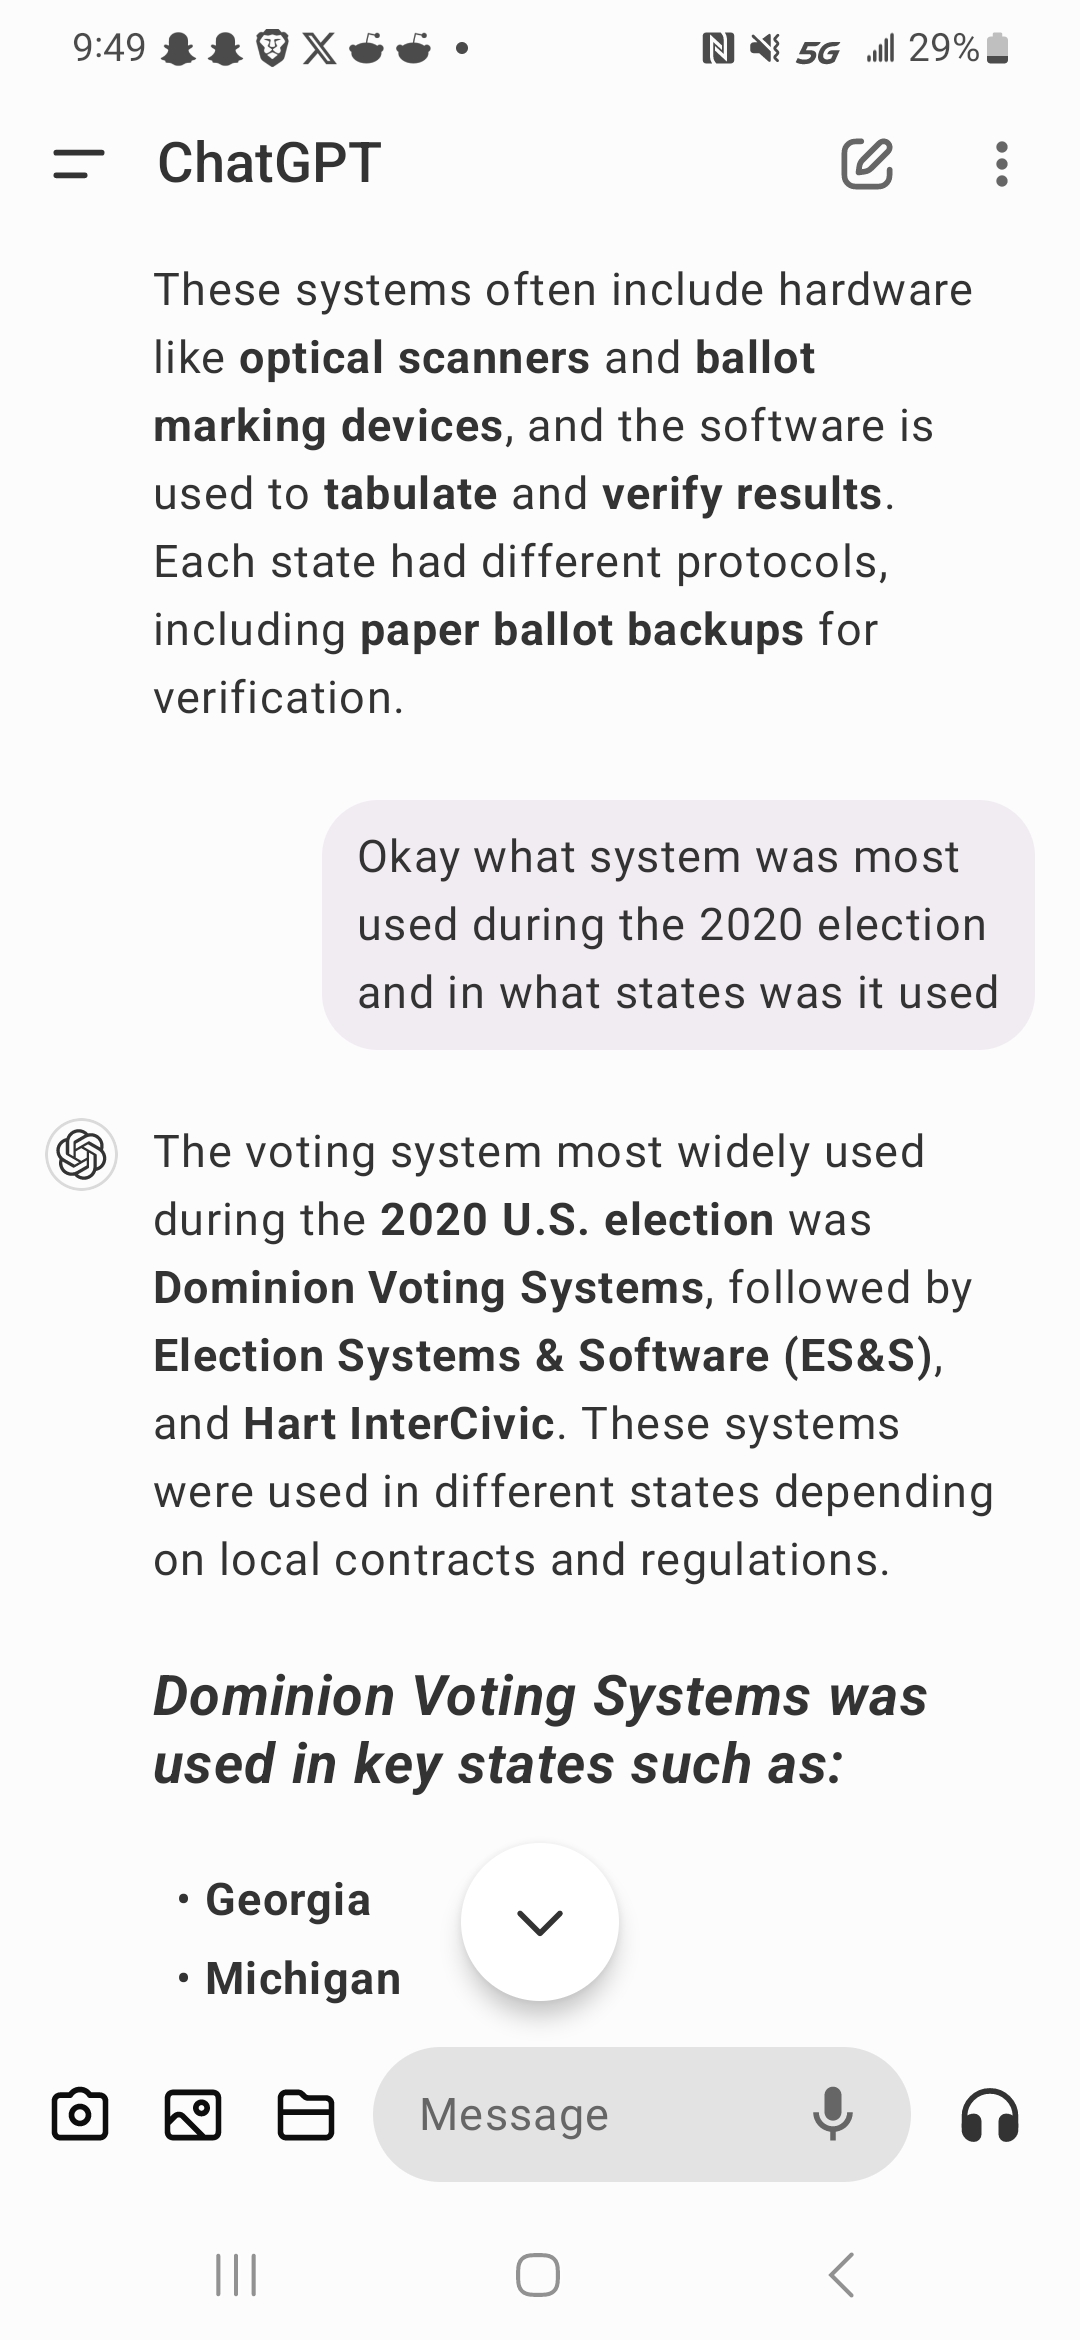 9:49
5G 29%
ChatGPT
These systems often include hardware
like optical scanners and ballot
marking devices, and the software is
used to tabulate and verify results.
Each state had different protocols,
including paper ballot backups for
verification.
Okay what system was most
used during the 2020 election
and in what states was it used
The voting system most widely used
during the 2020 U.S. election was
Dominion Voting Systems, followed by
Election Systems & Software (ES&S),
and Hart InterCivic. These systems
were used in different states depending
on local contracts and regulations.
Dominion Voting Systems was
used in key states such as:
• Georgia
• Michigan
Message